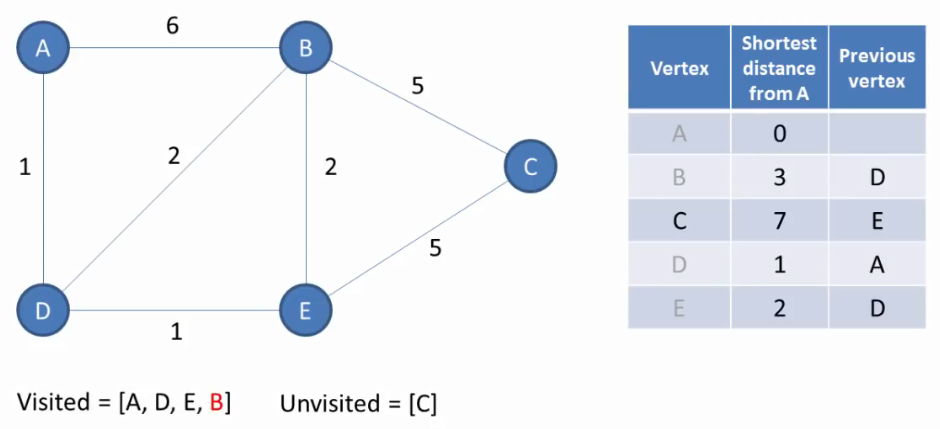 6
A
B
5
1
2
2
C
5
D
E
1
Vertex Shortest distance from A Previous vertex
A 0
B 3 D
C 7 E
D 1 A
E 2 D
Visited = [A, D, E, B] Unvisited = [C]